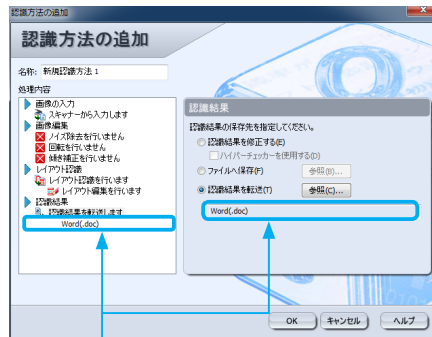 認識方法の追加
認識方法の追加
名称: 新規認識方法 1
処理内容
画像の入力
スキャナーから入力します
画像編集
ノイズ除去を行いません
回転を行いません
傾き補正を行いません
レイアウト認識
レイアウト認識を行います
レイアウト編集を行います
認識結果
認識結果を転送します
Word(.doc)
認識結果
認識結果の保存先を指定してください。
認識結果を修正する(E)
ハイパーチェッカーを使用する(D)
ファイルへ保存(F)
参照(B)...
認識結果を転送(T)
参照(C)...
Word(.doc)
OK
キャンセル
ヘルプ